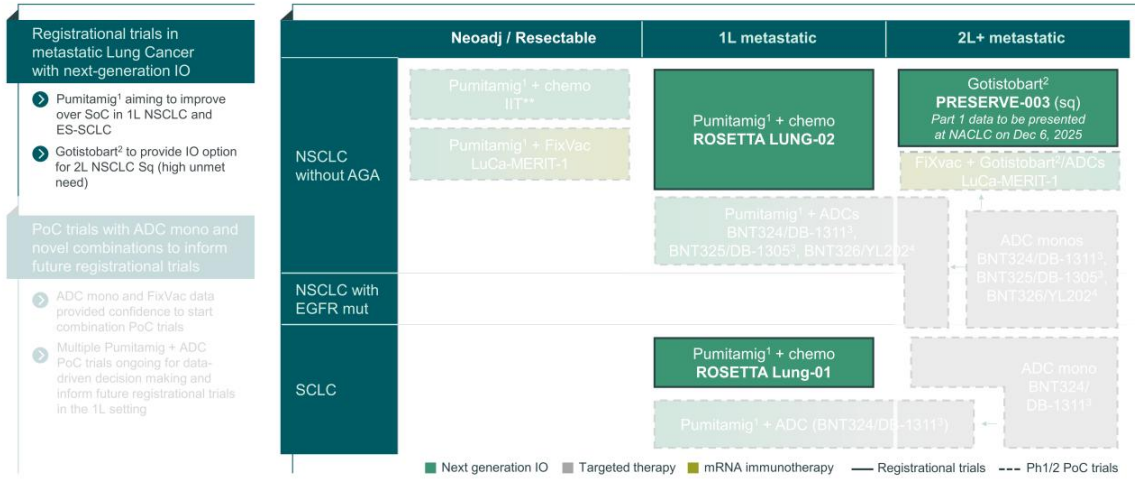 Registrational trials in
metastatic Lung Cancer
with next-generation IO
Pumitamig¹ aiming to improve
over SoC in 1L NSCLC and
ES-SCLC
Gotistobart² to provide IO option
for 2L NSCLC Sq (high unmet
need)
PoC trials with ADC mono and
novel combinations to inform
future registrational trials
ADC mono and FixVac data
provided confidence to start
combination PoC trials
Multiple Pumitamig + ADC
PoC trials ongoing for data-
driven decision making and
inform future registrational trials
in the 1L setting
Neoadj / Resectable
1L metastatic
2L+ metastatic
NSCLC
without AGA
Pumitamig¹ + chemo
IIT**
Pumitamig¹ + FixVac
LuCa-MERIT-1
Pumitamig¹ + chemo
ROSETTA LUNG-02
Gotistobart²
PRESERVE-003 (sq)
Part 1 data to be presented
at NACLC on Dec 6, 2025
FiXvac + Gotistobart²/ADCs
LuCa-MERIT-1
Pumitamig¹ + ADCs
BNT324/DB-1311³,
BNT325/DB-1305³, BNT326/YL202⁴
ADC monos
BNT324/DB-1311³,
BNT325/DB-1305³,
BNT326/YL202⁴
NSCLC with
EGFR mut
SCLC
Pumitamig¹ + chemo
ROSETTA Lung-01
Pumitamig¹ + ADC (BNT324/DB-1311³)
ADC mono
BNT324/
DB-1311³
Next generation IO
Targeted therapy
mRNA immunotherapy
Registrational trials
Ph1/2 PoC trials